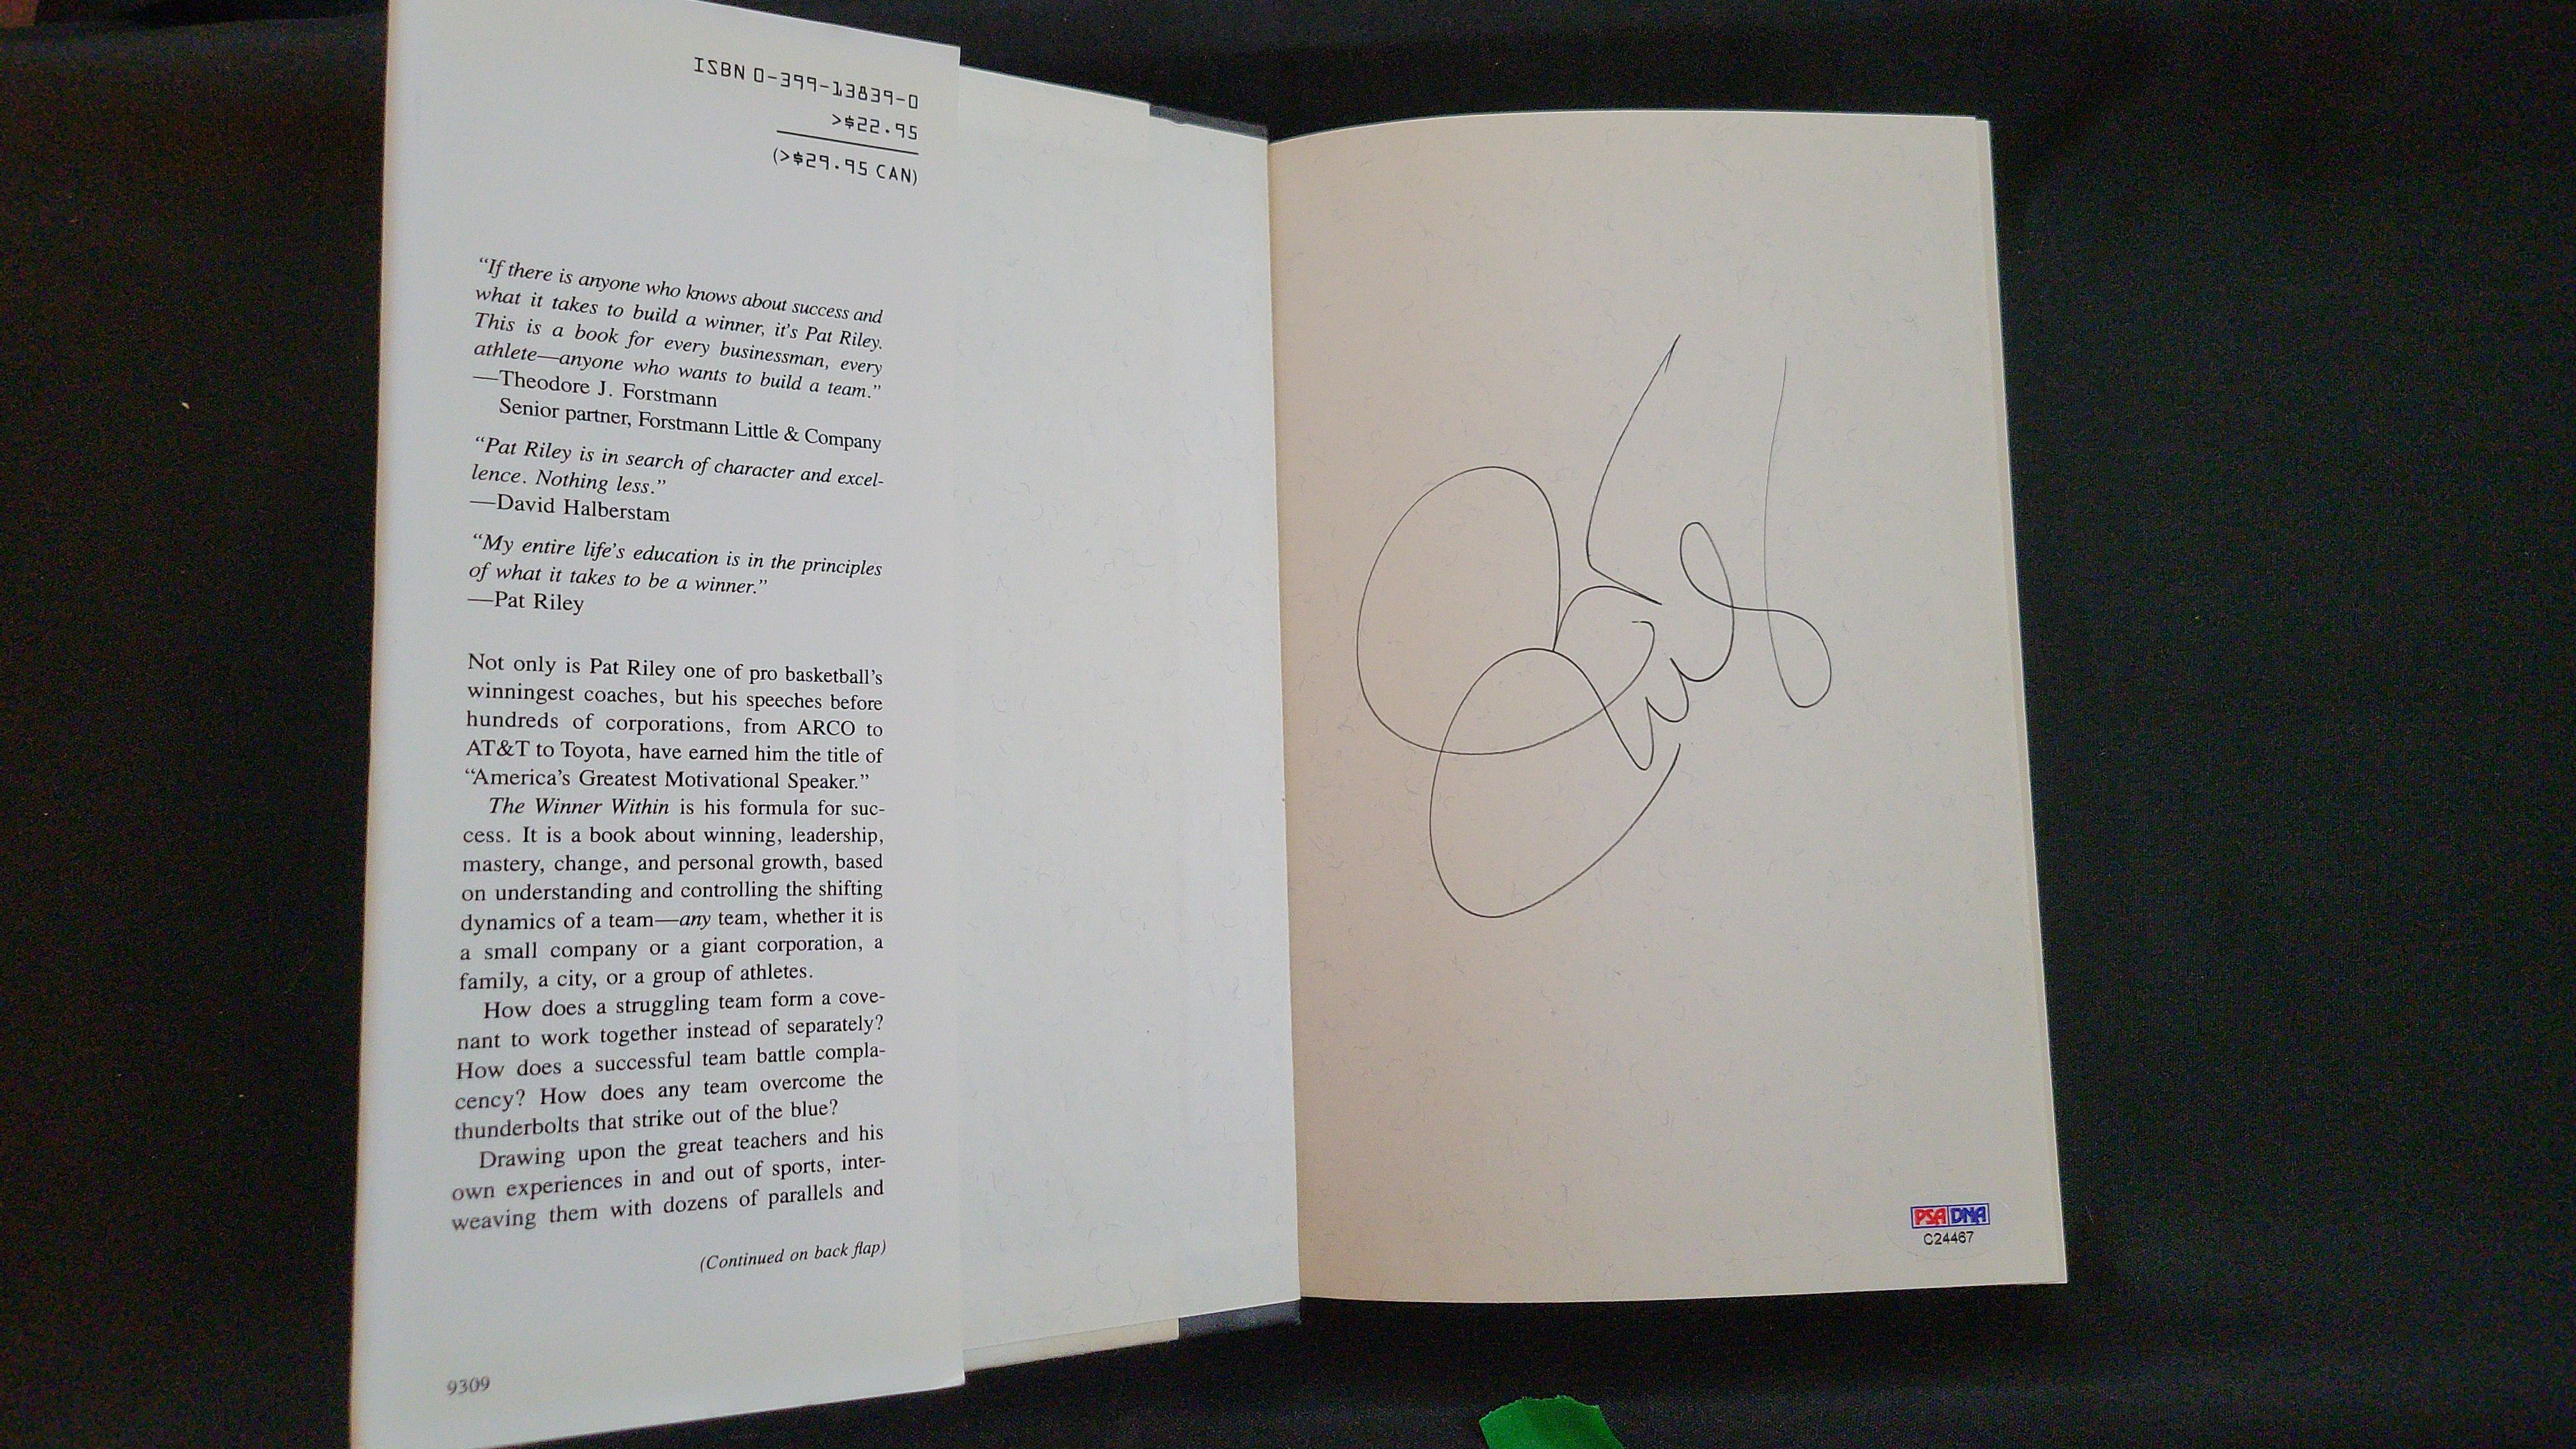 ISBN 0-399-13839-0
>$22.95
(>$29.95 CAN)
“If there is anyone who knows about success and
what it takes to build a winner, it’s Pat Riley.
This is a book for every businessman, every
athlete—anyone who wants to build a team.”
—Theodore J. Forstmann
Senior partner, Forstmann Little & Company
“Pat Riley is in search of character and excel-
lence. Nothing less.”
—David Halberstam
“My entire life’s education is in the principles
of what it takes to be a winner.”
—Pat Riley
Not only is Pat Riley one of pro basketball’s
winningest coaches, but his speeches before
hundreds of corporations, from ARCO to
AT&T to Toyota, have earned him the title of
“America’s Greatest Motivational Speaker.”
The Winner Within is his formula for suc-
cess. It is a book about winning, leadership,
mastery, change, and personal growth, based
on understanding and controlling the shifting
dynamics of a team—any team, whether it is
a small company or a giant corporation, a
family, a city, or a group of athletes.
How does a struggling team form a cove-
nant to work together instead of separately?
How does a successful team battle compla-
cency? How does any team overcome the
thunderbolts that strike out of the blue?
Drawing upon the great teachers and his
own experiences in and out of sports, inter-
weaving them with dozens of parallels and
(Continued on back flap)
9309
PSA DNA
C24467